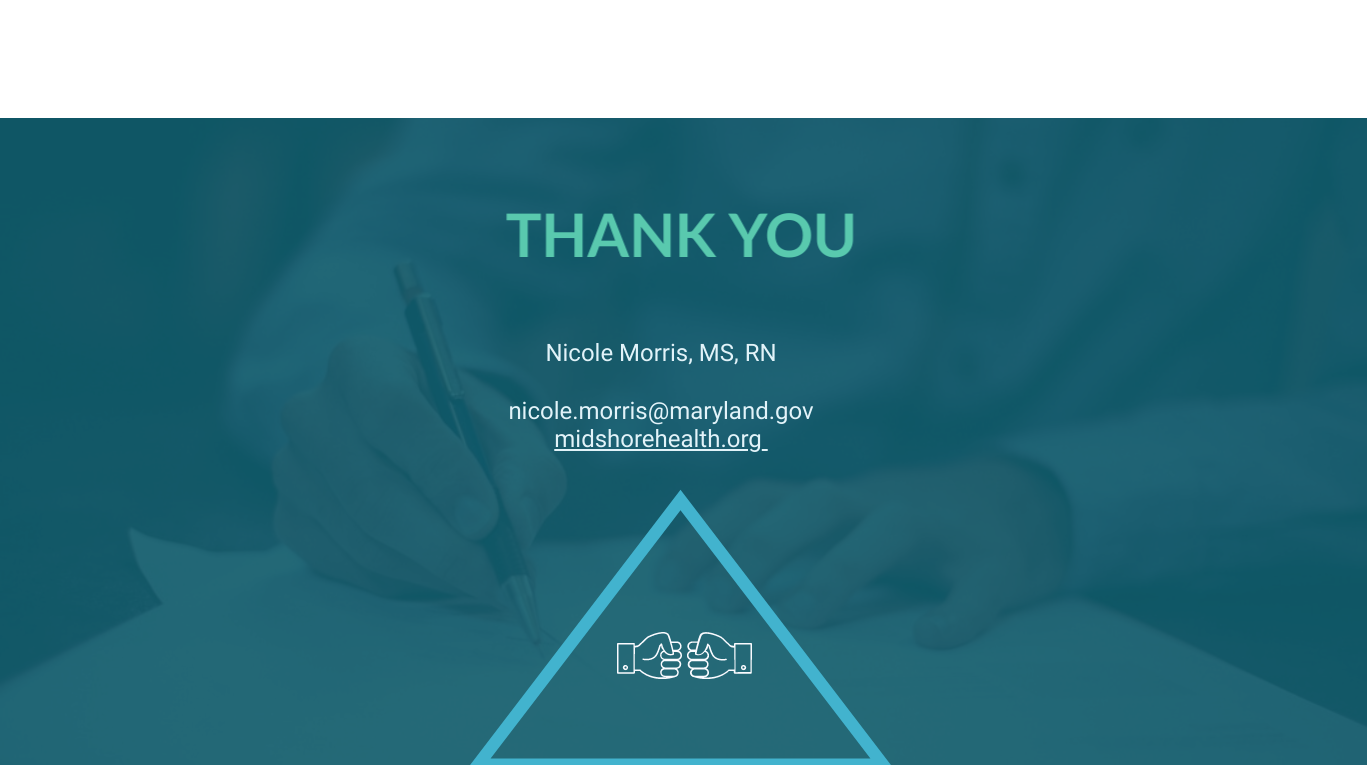 THANK YOU
Nicole Morris, MS, RN
nicole.morris@maryland.gov
midshorehealth.org